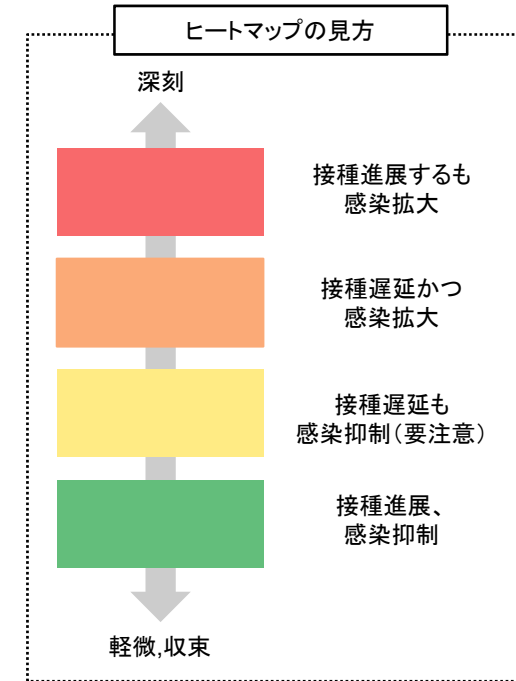 ヒートマップの見方
深刻
接種進展するも
感染拡大
接種遅延かつ
感染拡大
接種遅延も
感染抑制(要注意)
接種進展、
感染抑制
軽微,収束